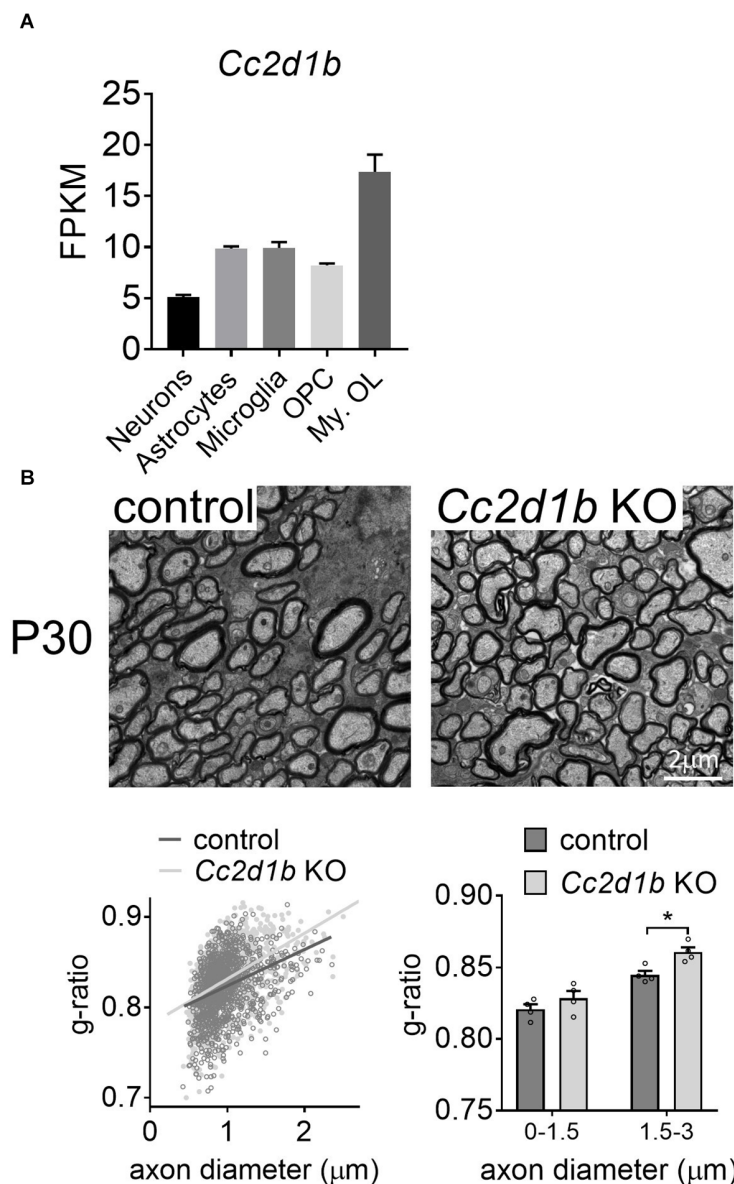 A
Cc2d1b
25
20
15
10
5
0
FPKM
Neurons
Astrocytes
Microglia
OPC
My. OL
B
control
Cc2d1b KO
P30
2μm
control
Cc2d1b KO
0.9
0.8
0.7
g-ratio
0
1
2
axon diameter (μm)
control
Cc2d1b KO
0.90
0.85
0.80
0.75
g-ratio
*
0-1.5
1.5-3
axon diameter (μm)